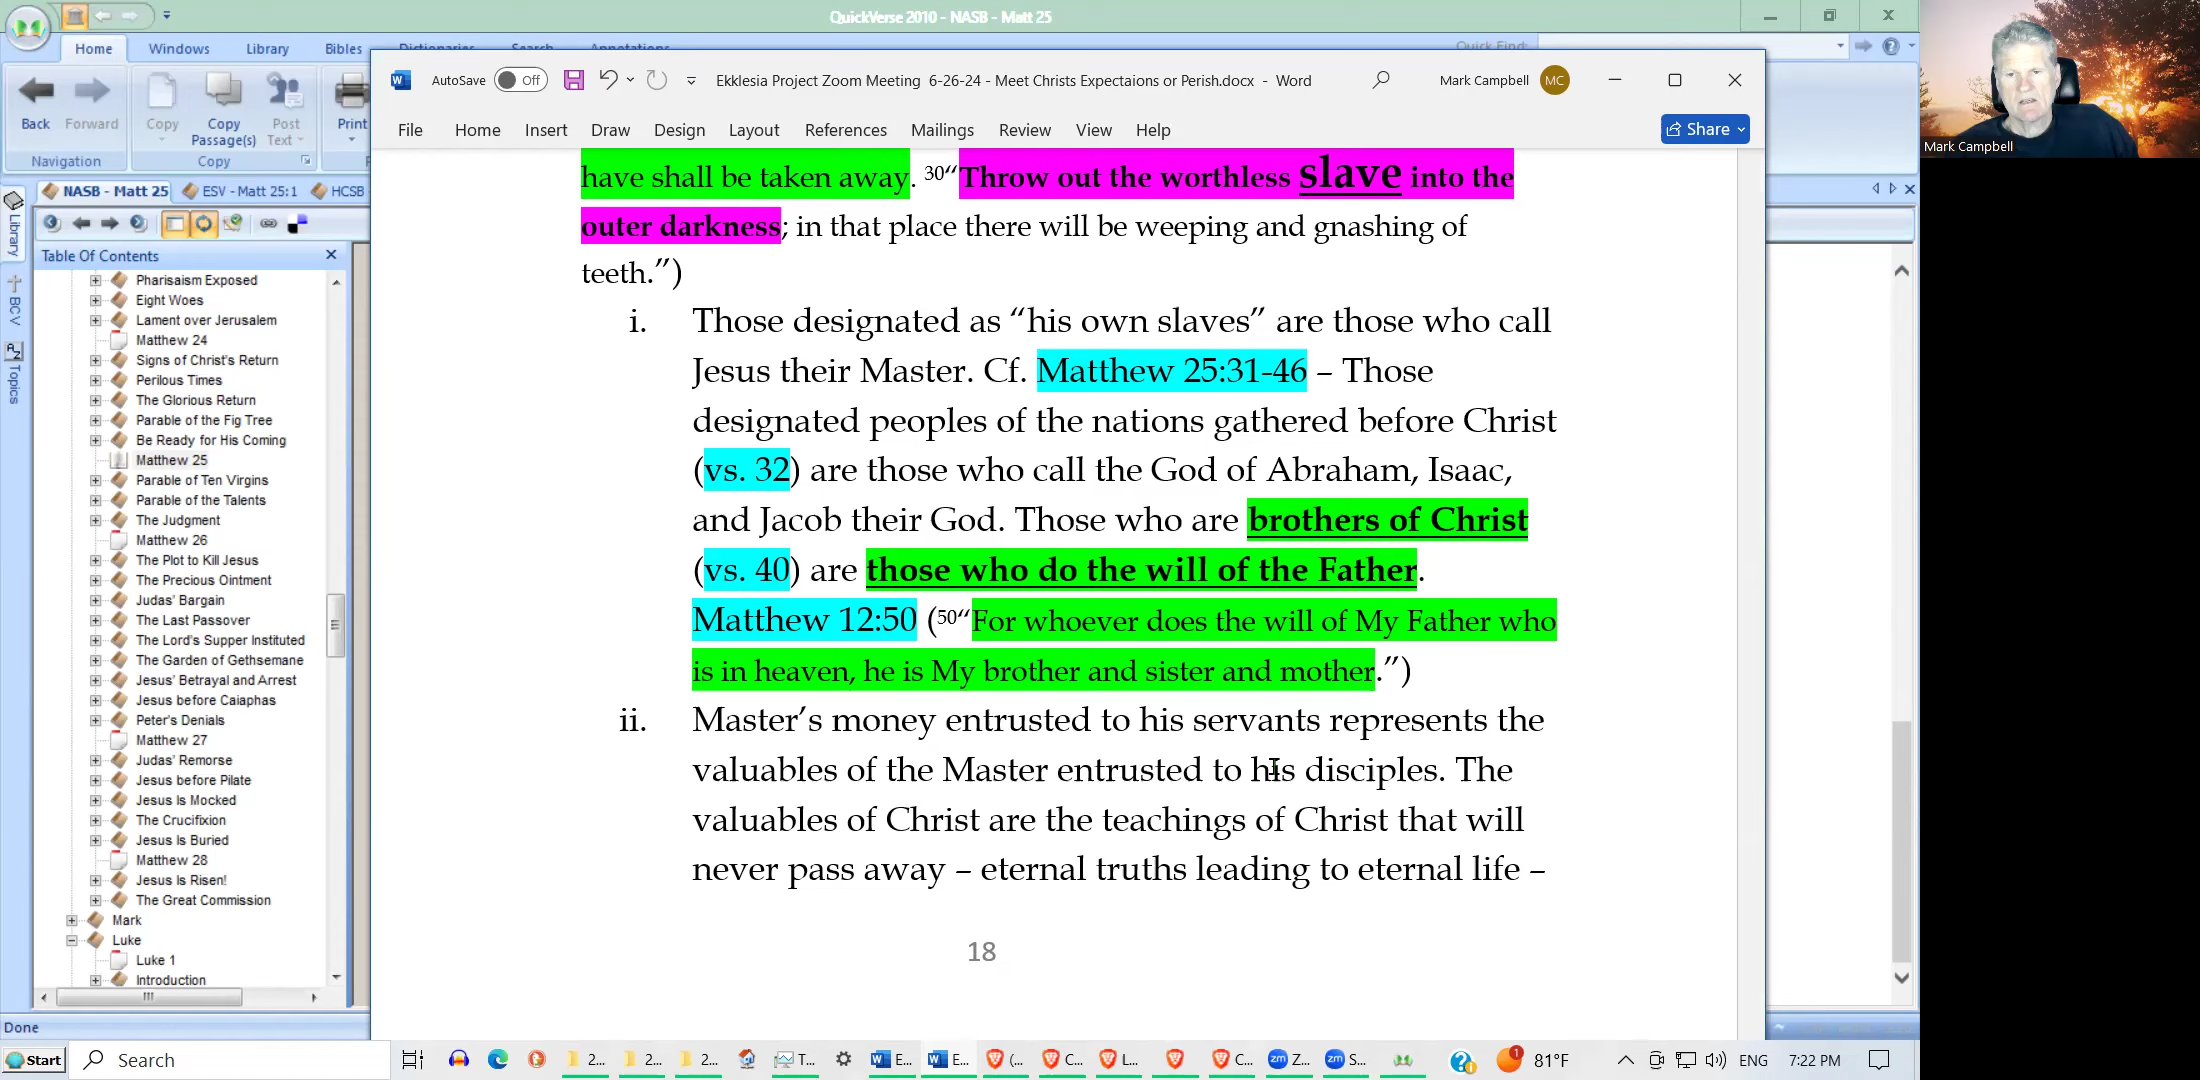 QuickVerse 2010 - NASB - Matt 25
Home Windows Library Bibles Dictionaries Search Annotations Quick Find:
Back Forward Copy Copy Passage(s) Post Text Print
Navigation Copy
NASB - Matt 25 ESV - Matt 25:1 HCSB
Library
BCV
Topics
Table Of Contents
Pharisaism Exposed
Eight Woes
Lament over Jerusalem
Matthew 24
Signs of Christ's Return
Perilous Times
The Glorious Return
Parable of the Fig Tree
Be Ready for His Coming
Matthew 25
Parable of Ten Virgins
Parable of the Talents
The Judgment
Matthew 26
The Plot to Kill Jesus
The Precious Ointment
Judas' Bargain
The Last Passover
The Lord's Supper Instituted
The Garden of Gethsemane
Jesus' Betrayal and Arrest
Jesus before Caiaphas
Peter's Denials
Matthew 27
Judas' Remorse
Jesus before Pilate
Jesus Is Mocked
The Crucifixion
Jesus Is Buried
Matthew 28
Jesus Is Risen!
The Great Commission
Mark
Luke
Luke 1
Introduction
Done
AutoSave Off Ekklesia Project Zoom Meeting 6-26-24 - Meet Christs Expectaions or Perish.docx - Word Mark Campbell MC
File Home Insert Draw Design Layout References Mailings Review View Help Share
have shall be taken away. 30“Throw out the worthless slave into the
outer darkness; in that place there will be weeping and gnashing of
teeth.”)
i. Those designated as “his own slaves” are those who call
Jesus their Master. Cf. Matthew 25:31-46 – Those
designated peoples of the nations gathered before Christ
(vs. 32) are those who call the God of Abraham, Isaac,
and Jacob their God. Those who are brothers of Christ
(vs. 40) are those who do the will of the Father.
Matthew 12:50 (50“For whoever does the will of My Father who
is in heaven, he is My brother and sister and mother.”)
ii. Master’s money entrusted to his servants represents the
valuables of the Master entrusted to his disciples. The
valuables of Christ are the teachings of Christ that will
never pass away – eternal truths leading to eternal life –
18
Mark Campbell
Start Search 2... 2... 2... T... E... E... (... C... L... C... Z... S... 1 81°F ENG 7:22 PM